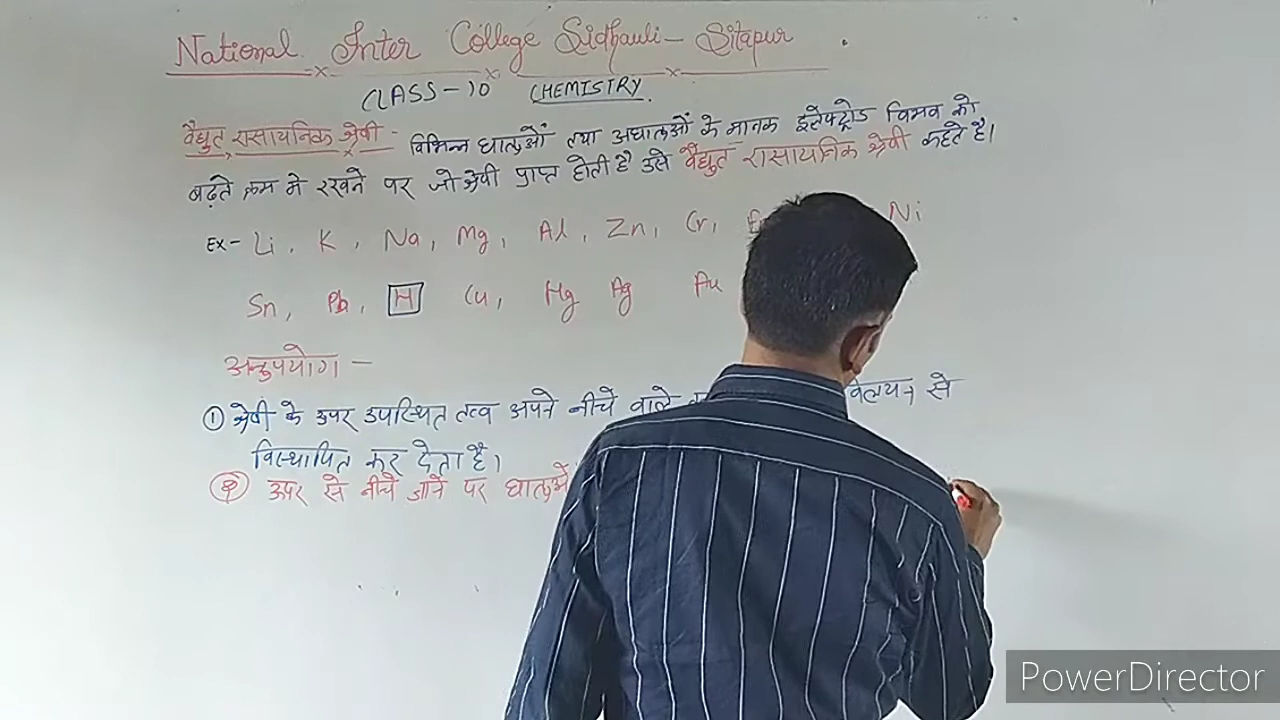 National Inter College Sidhauli - Sitapur
CLASS-10 CHEMISTRY
वैद्युत रासायनिक श्रेणी - विभिन्न धातुओं तथा अधातुओं के मानक इलेक्ट्रोड विभव को
बढ़ते क्रम मे रखने पर जो श्रेणी प्राप्त होती है उसे वैद्युत रासायनिक श्रेणी कहते है।
Ex- Li, K, Na, Mg, Al, Zn, Cr, Ni
Sn, Pb, H Cu, Hg Ag Au
अनुपयोग -
① श्रेणी के ऊपर उपस्थित तत्व अपने नीचे वाले विलयन से
विस्थापित कर देता है।
② ऊपर से नीचे जाने पर धातुओं
PowerDirector